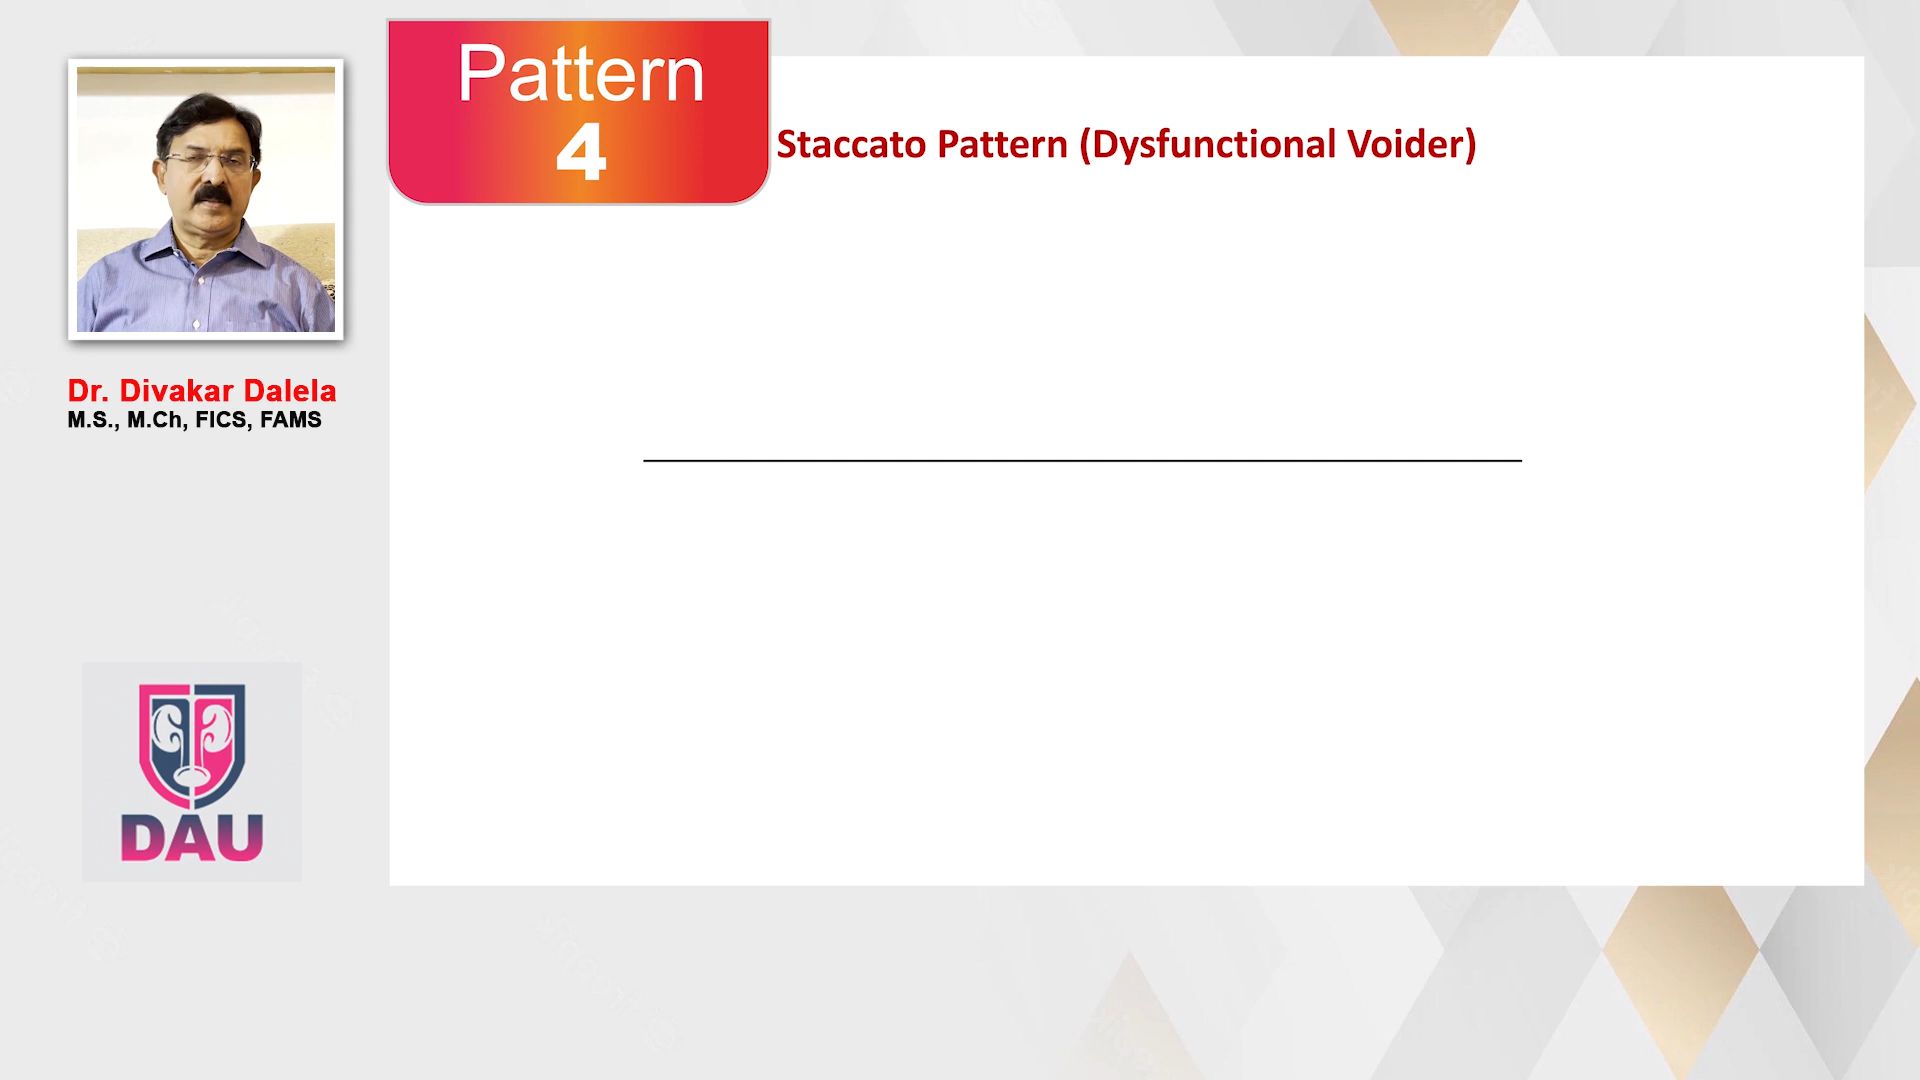 Pattern
4
Staccato Pattern (Dysfunctional Voider)
Dr. Divakar Dalela
M.S., M.Ch, FICS, FAMS
DAU